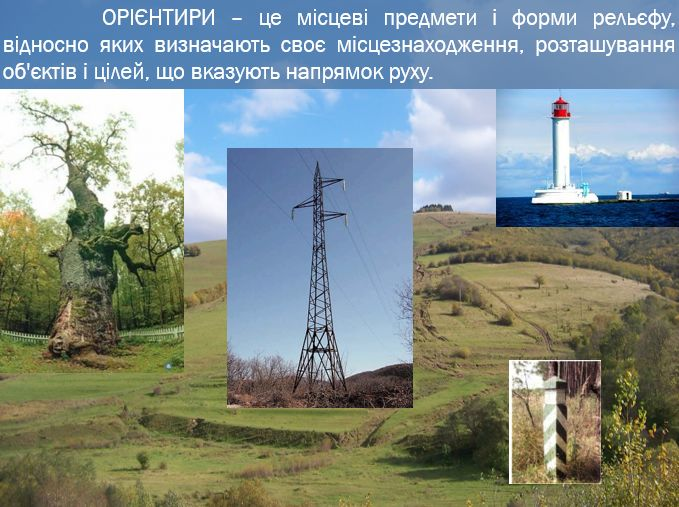 ОРІЄНТИРИ – це місцеві предмети і форми рельєфу,
відносно яких визначають своє місцезнаходження, розташування
об'єктів і цілей, що вказують напрямок руху.